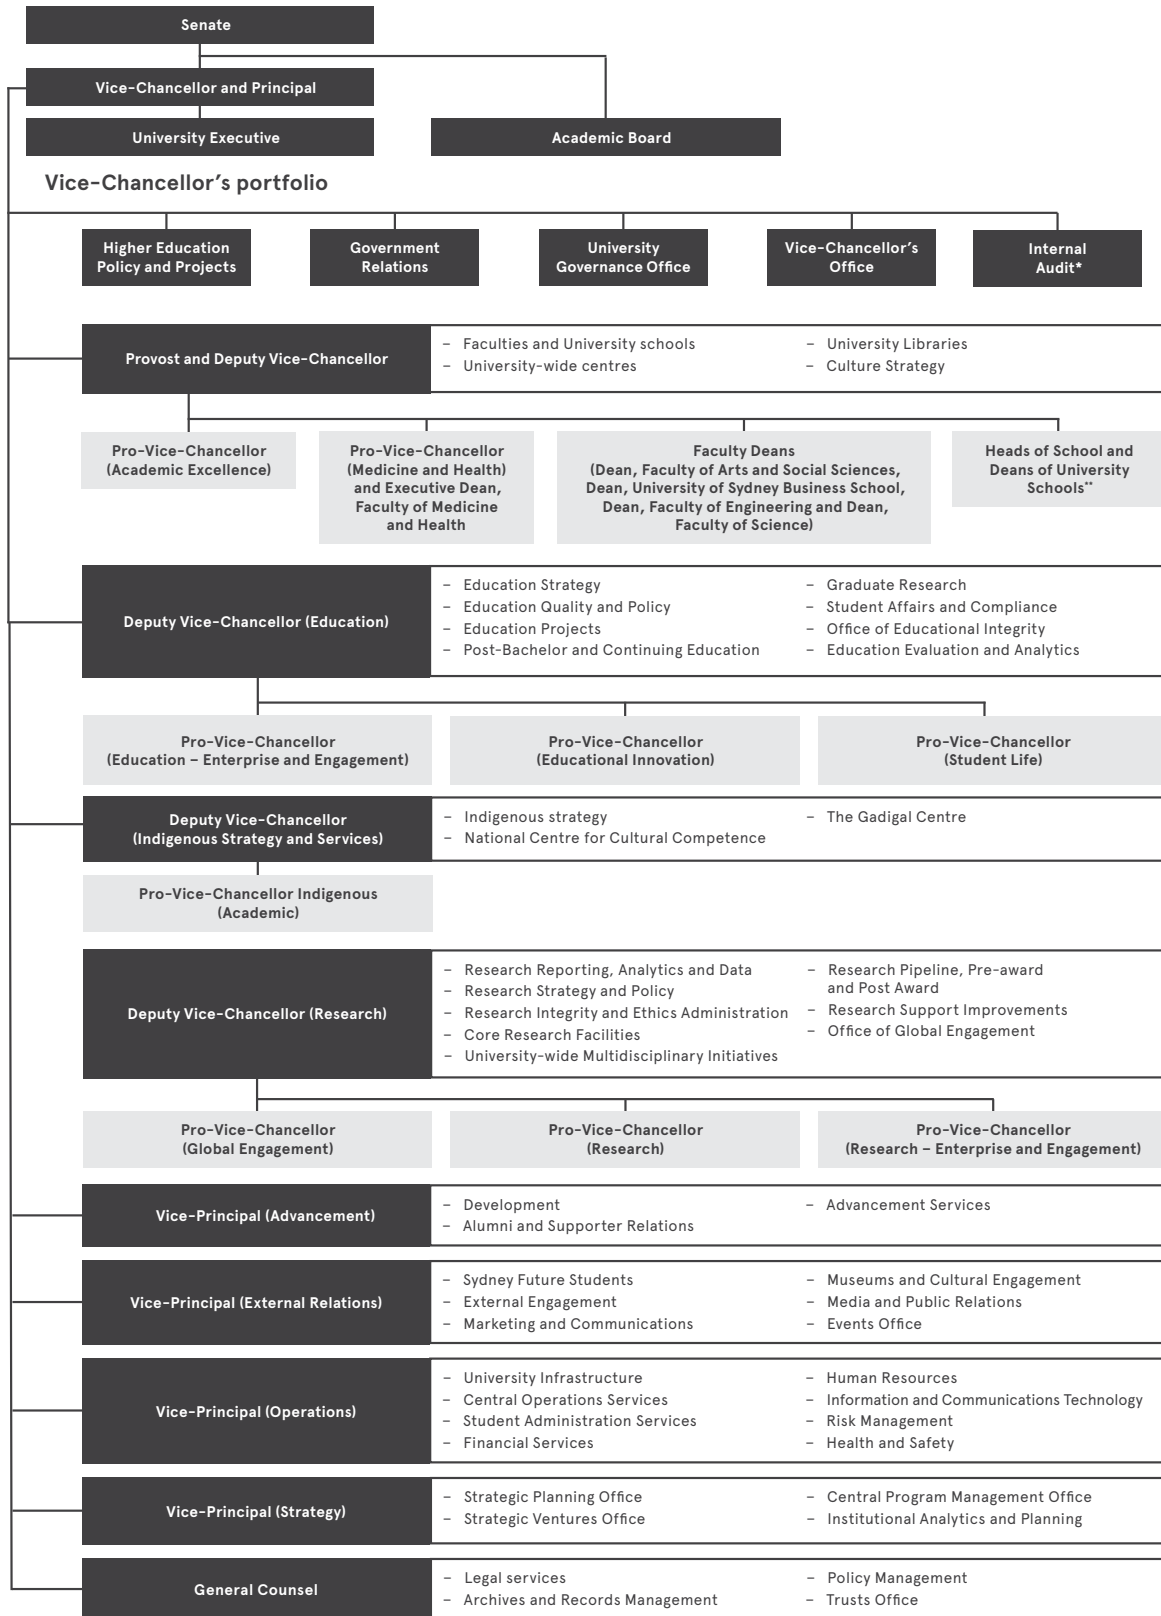 Senate
Vice-Chancellor and Principal
University Executive
Academic Board
Vice-Chancellor’s portfolio
Higher Education
Policy and Projects
Government
Relations
University
Governance Office
Vice-Chancellor’s
Office
Internal
Audit*
Provost and Deputy Vice-Chancellor
– Faculties and University schools
– University-wide centres
– University Libraries
– Culture Strategy
Pro-Vice-Chancellor
(Academic Excellence)
Pro-Vice-Chancellor
(Medicine and Health)
and Executive Dean,
Faculty of Medicine
and Health
Faculty Deans
(Dean, Faculty of Arts and Social Sciences,
Dean, University of Sydney Business School,
Dean, Faculty of Engineering and Dean,
Faculty of Science)
Heads of School and
Deans of University
Schools**
Deputy Vice-Chancellor (Education)
– Education Strategy
– Education Quality and Policy
– Education Projects
– Post-Bachelor and Continuing Education
– Graduate Research
– Student Affairs and Compliance
– Office of Educational Integrity
– Education Evaluation and Analytics
Pro-Vice-Chancellor
(Education – Enterprise and Engagement)
Pro-Vice-Chancellor
(Educational Innovation)
Pro-Vice-Chancellor
(Student Life)
Deputy Vice-Chancellor
(Indigenous Strategy and Services)
– Indigenous strategy
– National Centre for Cultural Competence
– The Gadigal Centre
Pro-Vice-Chancellor Indigenous
(Academic)
Deputy Vice-Chancellor (Research)
– Research Reporting, Analytics and Data
– Research Strategy and Policy
– Research Integrity and Ethics Administration
– Core Research Facilities
– University-wide Multidisciplinary Initiatives
– Research Pipeline, Pre-award
and Post Award
– Research Support Improvements
– Office of Global Engagement
Pro-Vice-Chancellor
(Global Engagement)
Pro-Vice-Chancellor
(Research)
Pro-Vice-Chancellor
(Research – Enterprise and Engagement)
Vice-Principal (Advancement)
– Development
– Alumni and Supporter Relations
– Advancement Services
Vice-Principal (External Relations)
– Sydney Future Students
– External Engagement
– Marketing and Communications
– Museums and Cultural Engagement
– Media and Public Relations
– Events Office
Vice-Principal (Operations)
– University Infrastructure
– Central Operations Services
– Student Administration Services
– Financial Services
– Human Resources
– Information and Communications Technology
– Risk Management
– Health and Safety
Vice-Principal (Strategy)
– Strategic Planning Office
– Strategic Ventures Office
– Central Program Management Office
– Institutional Analytics and Planning
General Counsel
– Legal services
– Archives and Records Management
– Policy Management
– Trusts Office